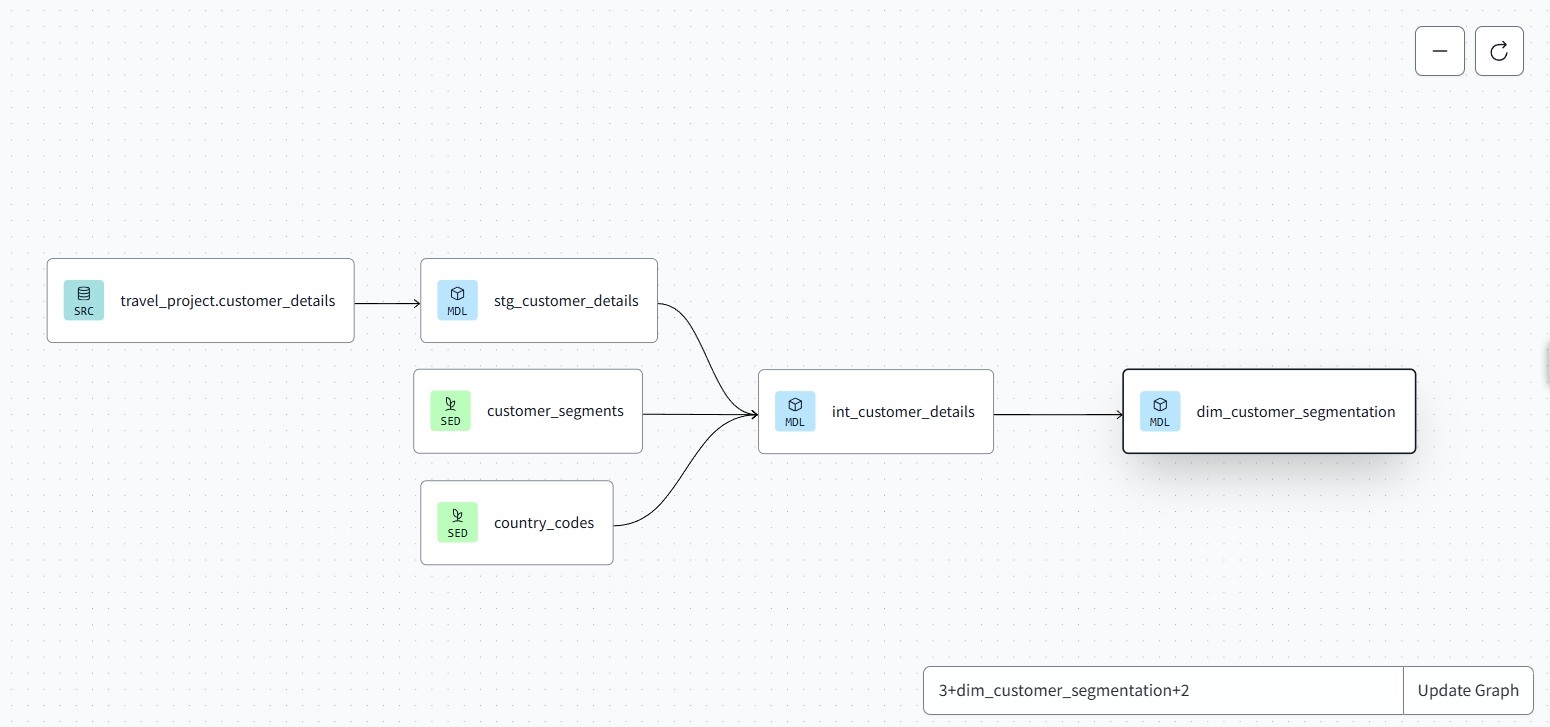 SRC
travel_project.customer_details
MDL
stg_customer_details
SED
customer_segments
SED
country_codes
MDL
int_customer_details
MDL
dim_customer_segmentation
3+dim_customer_segmentation+2
Update Graph